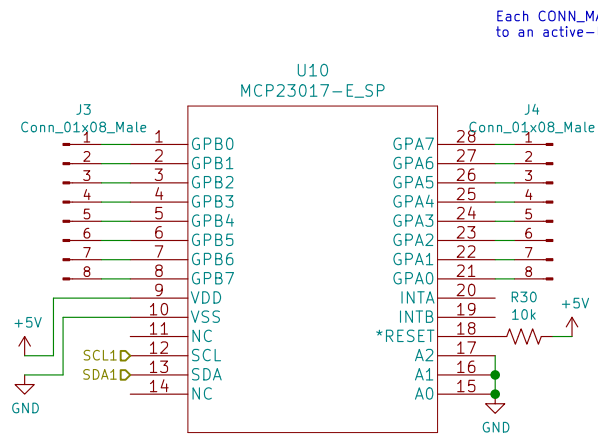 Each CONN_MA
to an active-
U10
MCP23017-E_SP
J3
Conn_01x08_Male
J4
Conn_01x08_Male
1 1 GPB0 GPA7 28 1
2 2 GPB1 GPA6 27 2
3 3 GPB2 GPA5 26 3
4 4 GPB3 GPA4 25 4
5 5 GPB4 GPA3 24 5
6 6 GPB5 GPA2 23 6
7 7 GPB6 GPA1 22 7
8 8 GPB7 GPA0 21 8
9 VDD INTA 20
R30
10k
+5V
+5V
10 VSS INTB 19
11 NC *RESET 18
SCL1 12 SCL A2 17
SDA1 13 SDA A1 16
14 NC A0 15
GND
GND